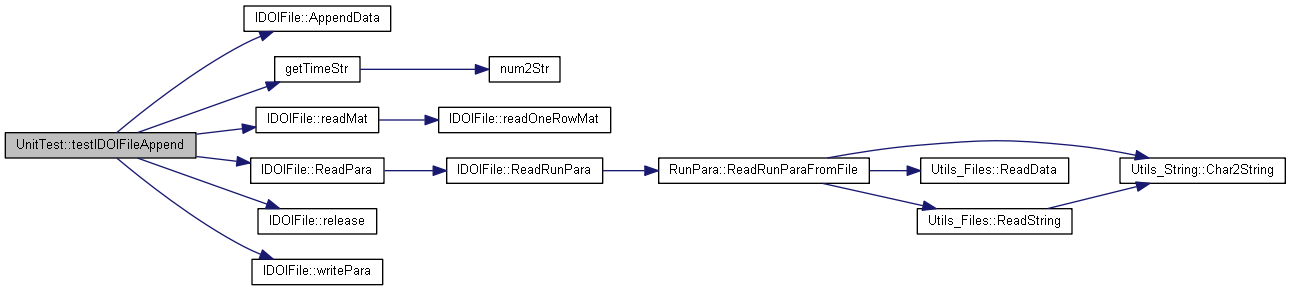 IDOIFile::AppendData
getTimeStr
num2Str
UnitTest::testIDOIFileAppend
IDOIFile::readMat
IDOIFile::readOneRowMat
IDOIFile::ReadPara
IDOIFile::ReadRunPara
RunPara::ReadRunParaFromFile
Utils_Files::ReadData
Utils_String::Char2String
IDOIFile::release
Utils_Files::ReadString
IDOIFile::writePara